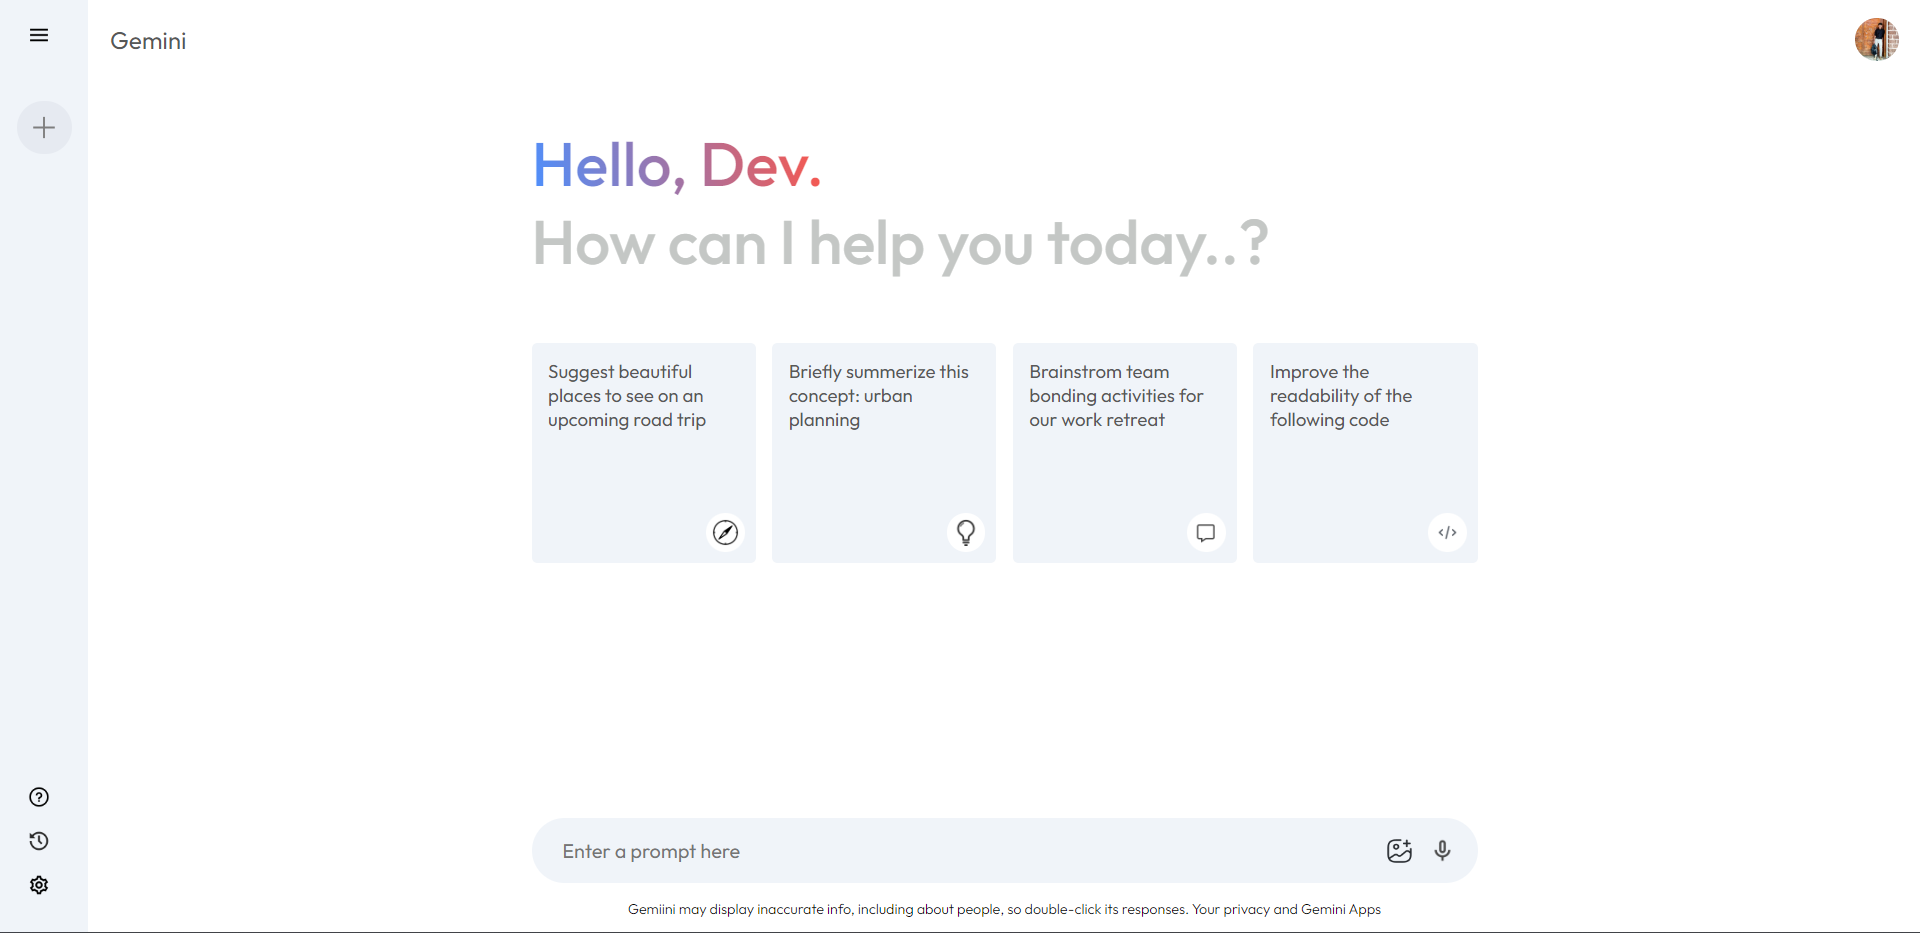 Gemini
Hello, Dev.
How can I help you today..?
Suggest beautiful
places to see on an
upcoming road trip
Briefly summerize this
concept: urban
planning
Brainstrom team
bonding activities for
our work retreat
Improve the
readability of the
following code
Enter a prompt here
Gemiini may display inaccurate info, including about people, so double-click its responses. Your privacy and Gemini Apps